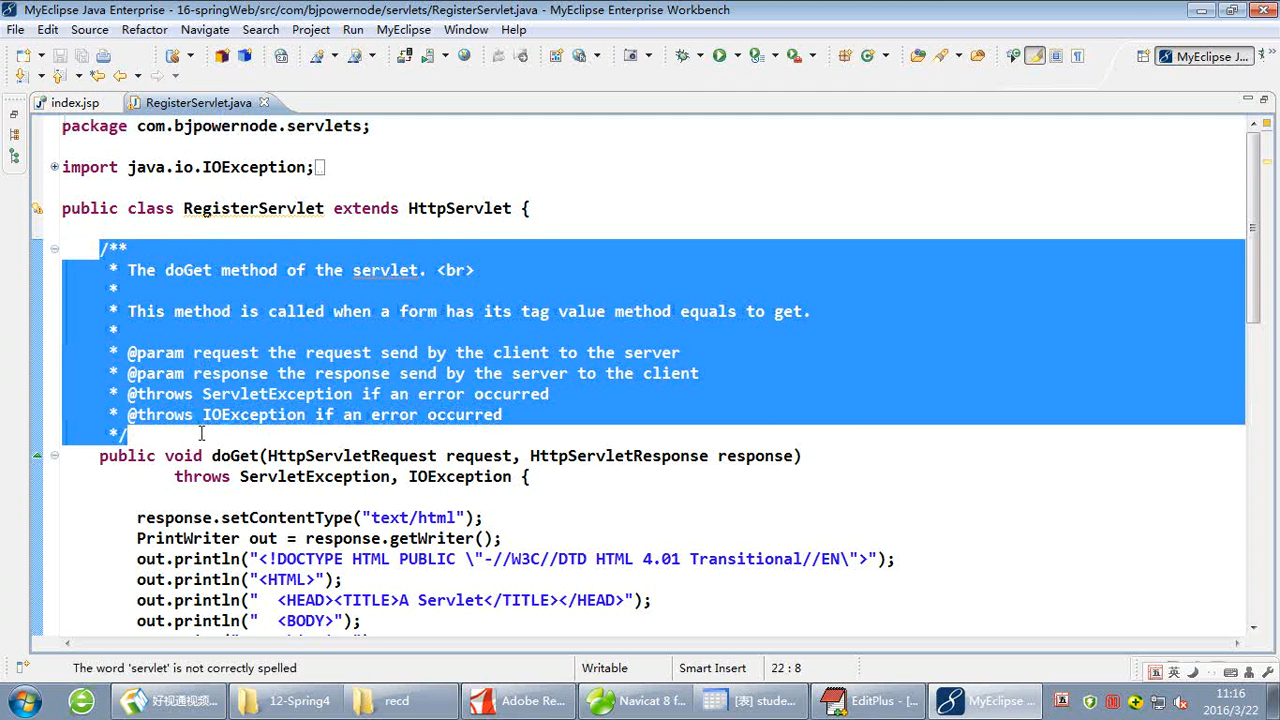 MyEclipse Java Enterprise - 16-springWeb/src/com/bjpowernode/servlets/RegisterServlet.java - MyEclipse Enterprise Workbench
File Edit Source Refactor Navigate Search Project Run MyEclipse Window Help
MyEclipse J...
index.jsp RegisterServlet.java
package com.bjpowernode.servlets;
import java.io.IOException;
public class RegisterServlet extends HttpServlet {
/**
* The doGet method of the servlet. <br>
*
* This method is called when a form has its tag value method equals to get.
*
* @param request the request send by the client to the server
* @param response the response send by the server to the client
* @throws ServletException if an error occurred
* @throws IOException if an error occurred
*/
public void doGet(HttpServletRequest request, HttpServletResponse response)
throws ServletException, IOException {
response.setContentType("text/html");
PrintWriter out = response.getWriter();
out.println("<!DOCTYPE HTML PUBLIC \"-//W3C//DTD HTML 4.01 Transitional//EN\">");
out.println("<HTML>");
out.println("  <HEAD><TITLE>A Servlet</TITLE></HEAD>");
out.println("  <BODY>");
The word 'servlet' is not correctly spelled Writable Smart Insert 22 : 8
五 英
好视通视频... 12-Spring4 recd Adobe Re... Navicat 8 f... [表] stude... EditPlus - [... MyEclipse ... 11:16
2016/3/22